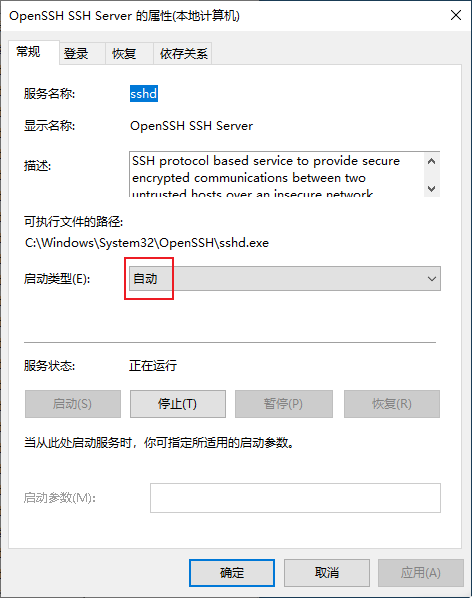 OpenSSH SSH Server 的属性(本地计算机)
常规 登录 恢复 依存关系
服务名称: sshd
显示名称: OpenSSH SSH Server
描述: SSH protocol based service to provide secure
encrypted communications between two
untrusted hosts over an insecure network
可执行文件的路径:
C:\Windows\System32\OpenSSH\sshd.exe
启动类型(E): 自动
服务状态: 正在运行
启动(S) 停止(T) 暂停(P) 恢复(R)
当从此处启动服务时，你可指定所适用的启动参数。
启动参数(M):
确定 取消 应用(A)